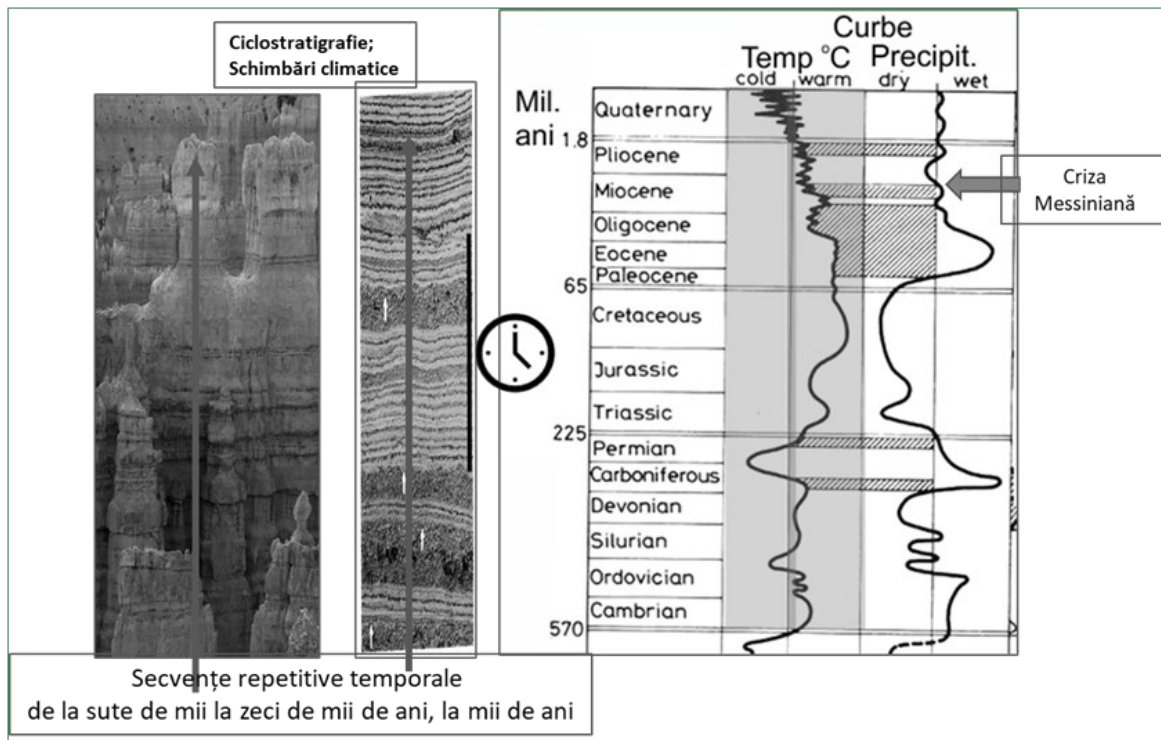 Ciclostratigrafie;
Schimbări climatice
Curbe
Temp °C Precipit.
cold warm dry wet
Mil.
ani
Quaternary
1.8
Pliocene
Miocene
Oligocene
Eocene
Paleocene
65
Cretaceous
Jurassic
Triassic
225
Permian
Carboniferous
Devonian
Silurian
Ordovician
Cambrian
570
Criza
Messiniană
Secvențe repetitive temporale
de la sute de mii la zeci de mii de ani, la mii de ani